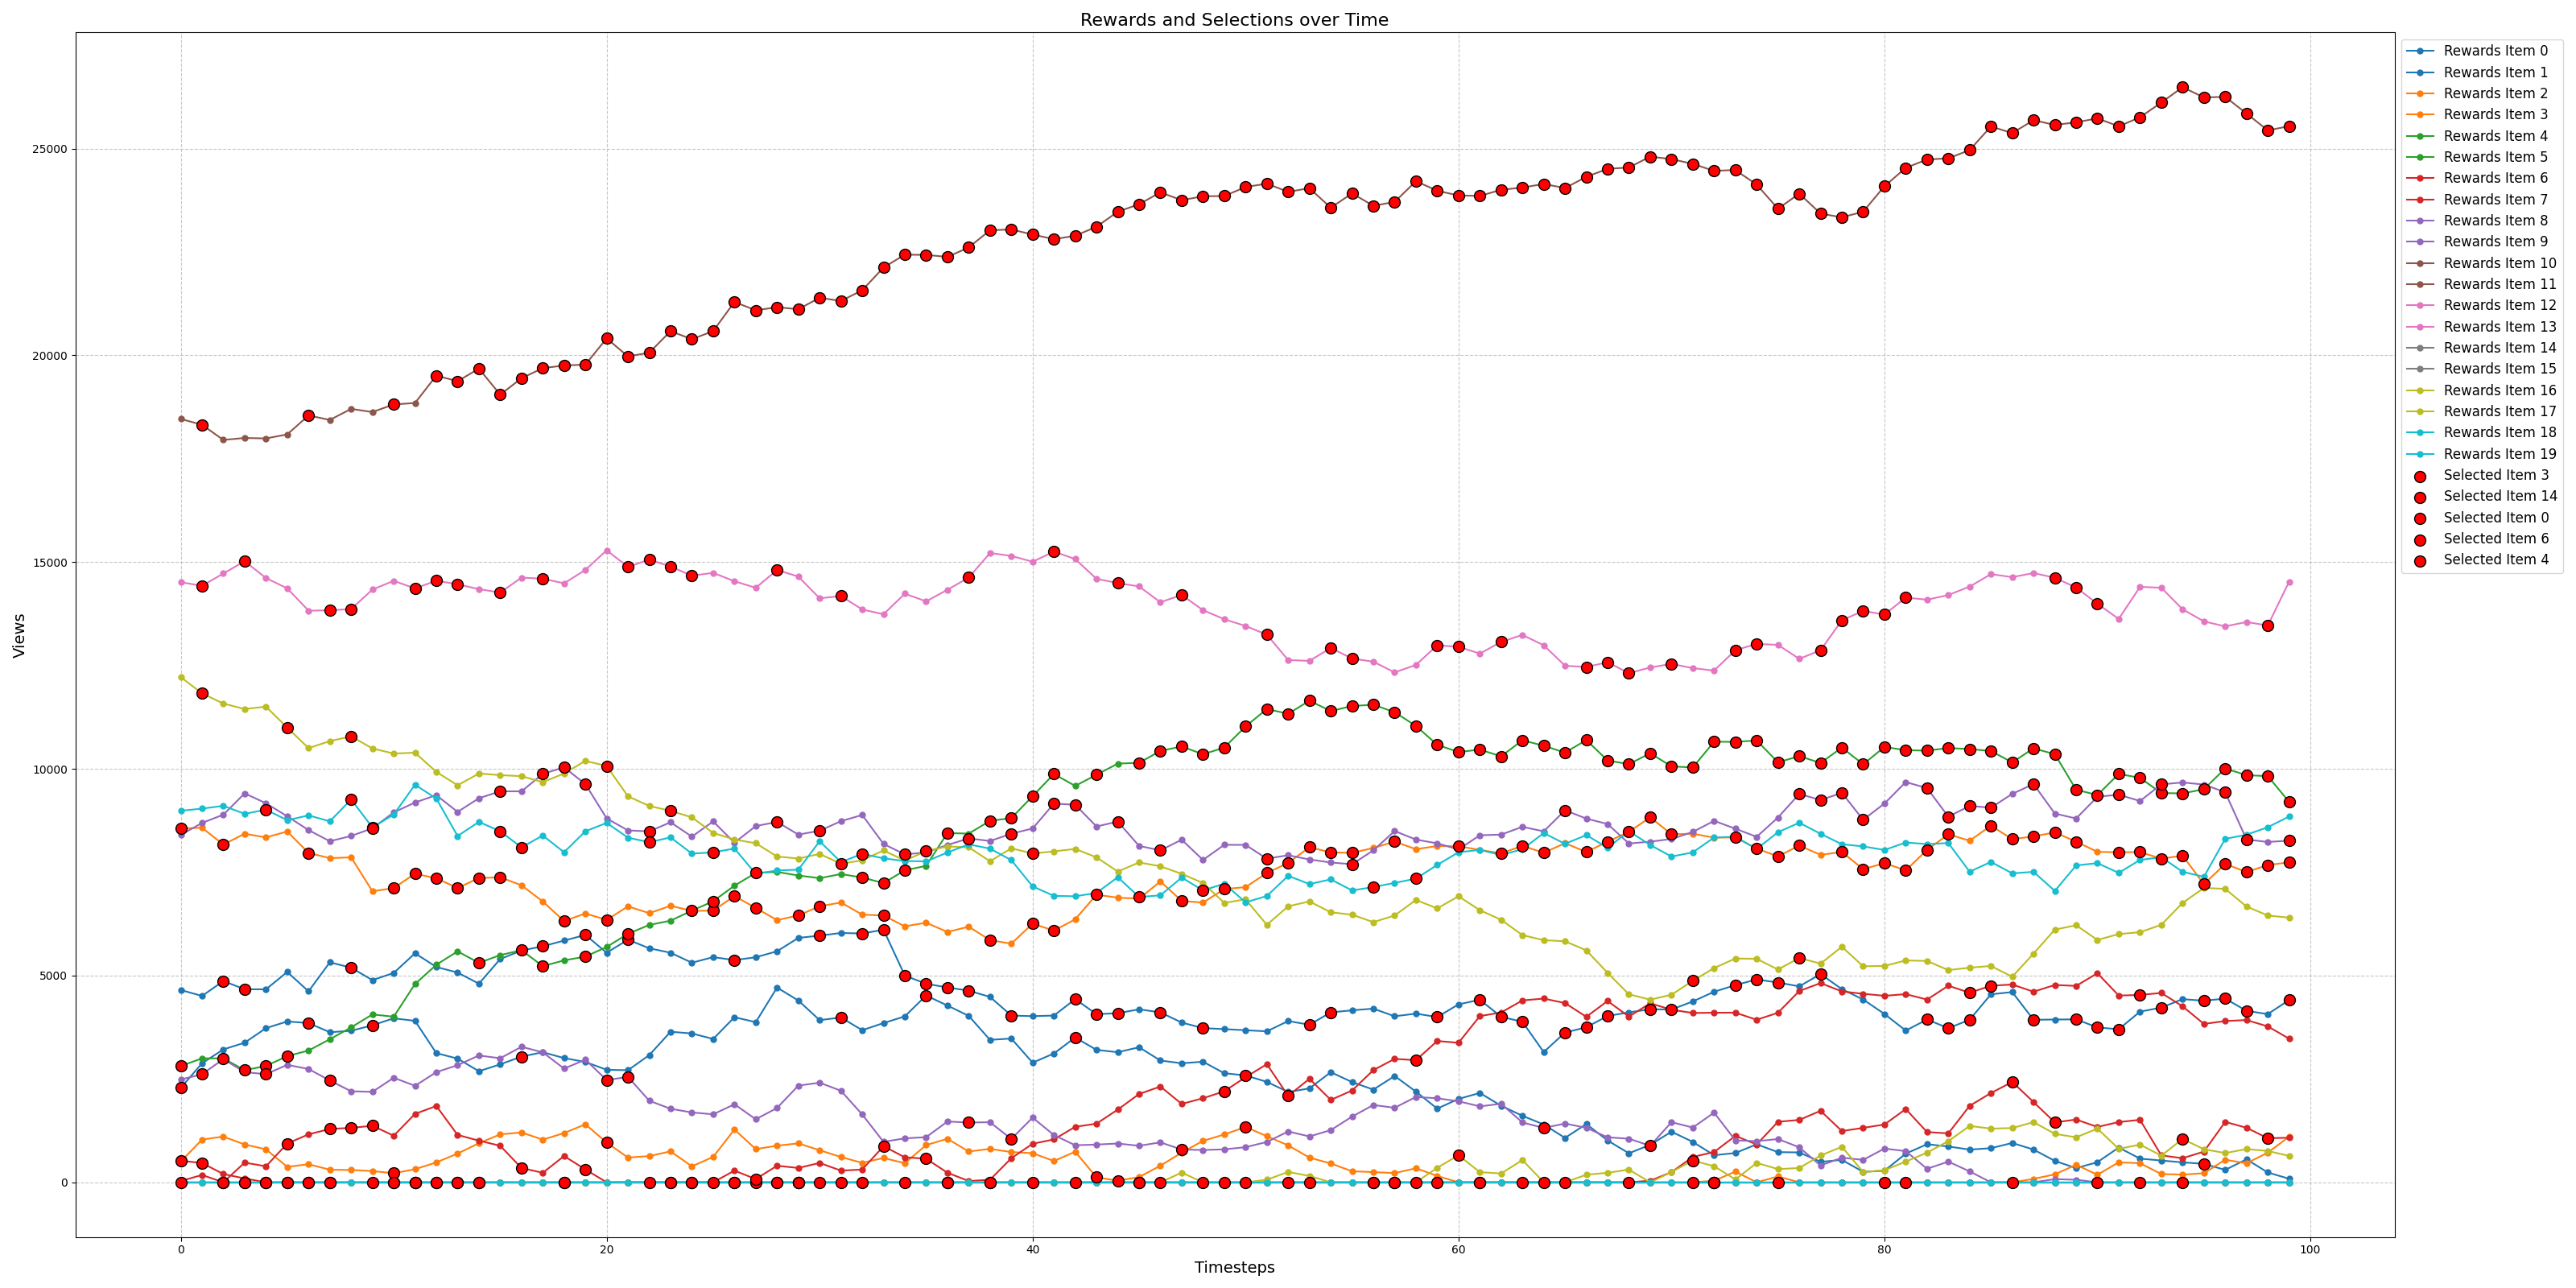 Rewards and Selections over Time
Views
25000
20000
15000
10000
5000
0
0 20 40 60 80 100
Timesteps
Rewards Item 0
Rewards Item 1
Rewards Item 2
Rewards Item 3
Rewards Item 4
Rewards Item 5
Rewards Item 6
Rewards Item 7
Rewards Item 8
Rewards Item 9
Rewards Item 10
Rewards Item 11
Rewards Item 12
Rewards Item 13
Rewards Item 14
Rewards Item 15
Rewards Item 16
Rewards Item 17
Rewards Item 18
Rewards Item 19
Selected Item 3
Selected Item 14
Selected Item 0
Selected Item 6
Selected Item 4